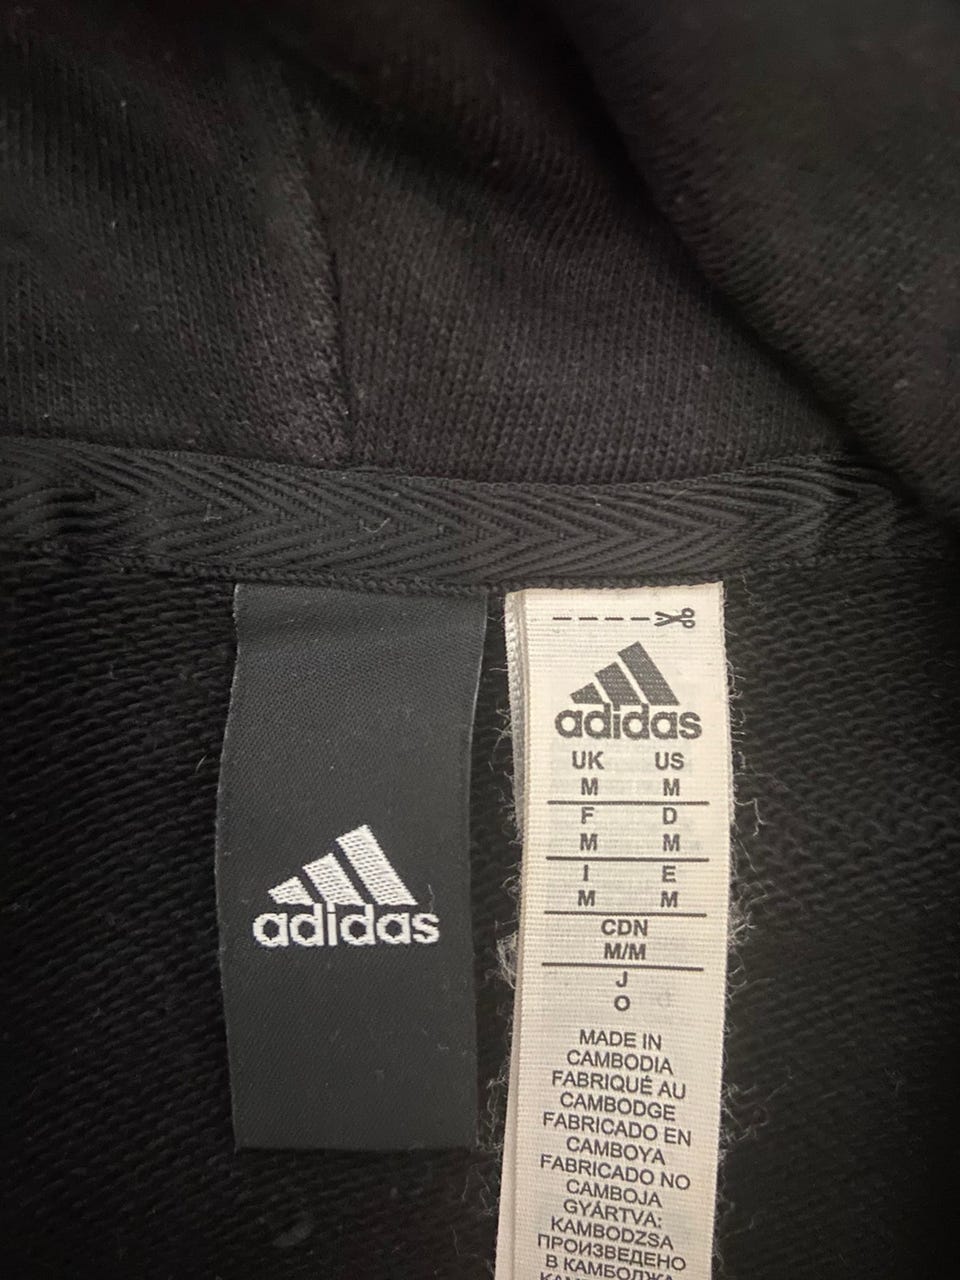 adidas
adidas
UK US
M M
F D
M M
I E
M M
CDN
M/M
J
O
MADE IN
CAMBODIA
FABRIQUÉ AU
CAMBODGE
FABRICADO EN
CAMBOYA
FABRICADO NO
CAMBOJA
GYÁRTVA:
KAMBODZSA
ПРОИЗВЕДЕНО
В КАМБОДЖА